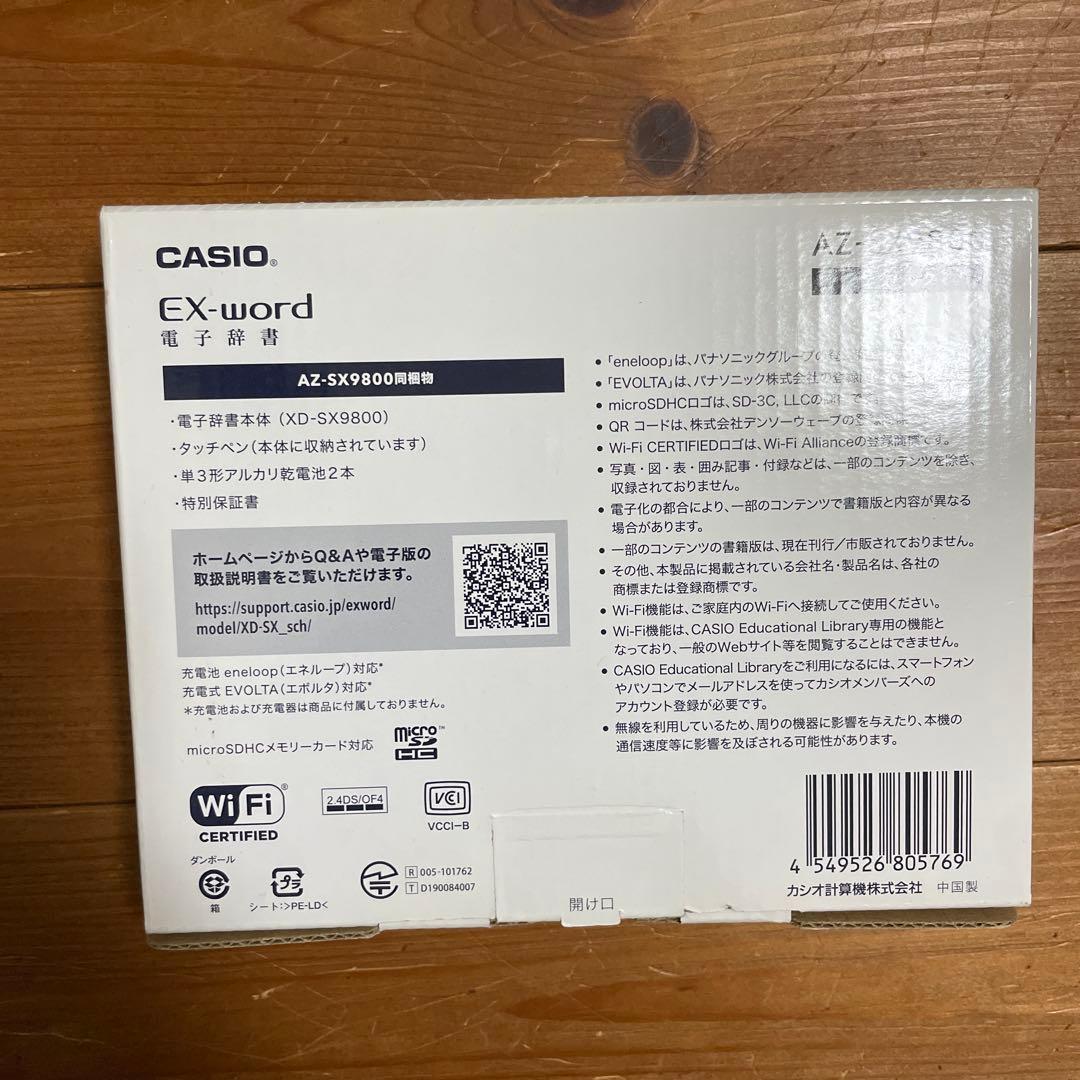 CASIO®
EX-word
電子辞書
AZ-SX9800同梱物
・電子辞書本体（XD-SX9800）
・タッチペン（本体に収納されています）
・単３形アルカリ乾電池２本
・特別保証書
ホームページからQ&Aや電子版の
取扱説明書をご覧いただけます。
https://support.casio.jp/exword/
model/XD-SX_sch/
充電池 eneloop（エネループ）対応*
充電式 EVOLTA（エボルタ）対応*
＊充電池および充電器は商品に付属しておりません。
microSDHCメモリーカード対応
micro SD HC ™
Wi Fi ®
CERTIFIED
2.4DS/OF4
VCCI
VCCI-B
ダンボール
箱
プラ
シート：>PE-LD<
R 005-101762
T D190084007
開け口
AZ-
• 「eneloop」は、パナソニックグループの
• 「EVOLTA」は、パナソニック株式会社の登録
• microSDHCロゴは、SD-3C, LLCの
• QR コードは、株式会社デンソーウェーブの
• Wi-Fi CERTIFIEDロゴは、Wi-Fi Allianceの登録商標です。
• 写真・図・表・囲み記事・付録などは、一部のコンテンツを除き、
収録されておりません。
• 電子化の都合により、一部のコンテンツで書籍版と内容が異なる
場合があります。
• 一部のコンテンツの書籍版は、現在刊行／市販されておりません。
• その他、本製品に掲載されている会社名・製品名は、各社の
商標または登録商標です。
• Wi-Fi機能は、ご家庭内のWi-Fiへ接続してご使用ください。
• Wi-Fi機能は、CASIO Educational Library専用の機能と
なっており、一般のWebサイト等を閲覧することはできません。
• CASIO Educational Libraryをご利用になるには、スマートフォン
やパソコンでメールアドレスを使ってカシオメンバーズへの
アカウント登録が必要です。
• 無線を利用しているため、周りの機器に影響を与えたり、本機の
通信速度等に影響を及ぼされる可能性があります。
4 549526 805769
カシオ計算機株式会社 中国製